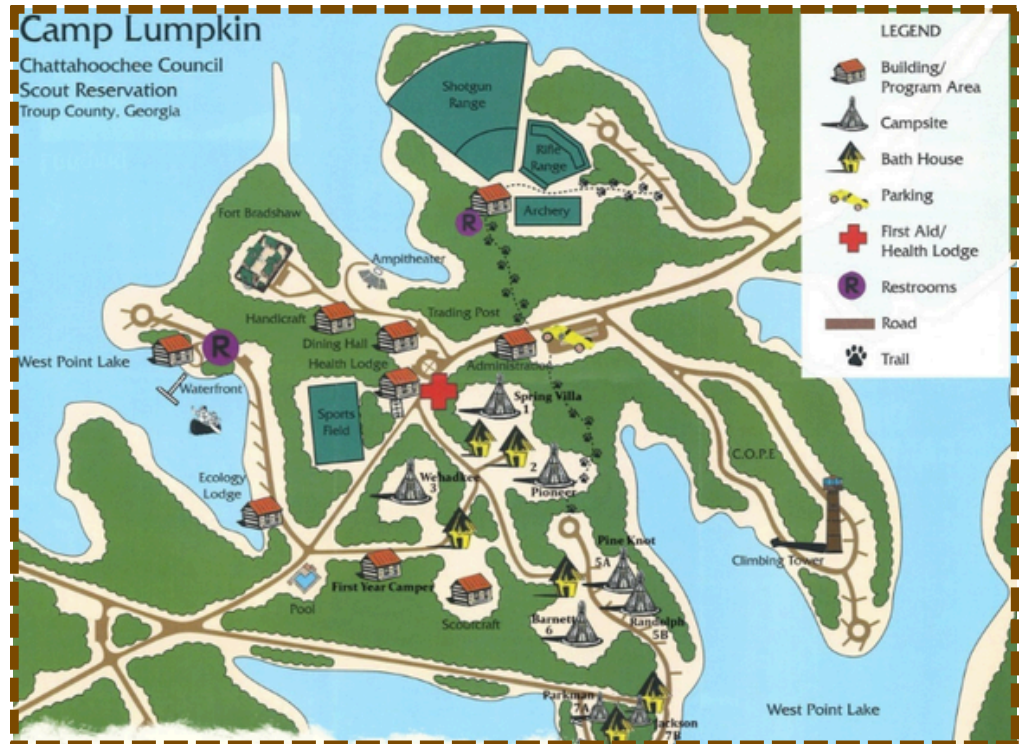 Camp Lumpkin
Chattahoochee Council
Scout Reservation
Troup County, Georgia
LEGEND
Building/
Program Area
Campsite
Bath House
Parking
First Aid/
Health Lodge
R
Restrooms
Road
Trail
Shotgun
Range
Rifle
Range
Archery
R
Fort Bradshaw
Ampitheater
Handicraft
Trading Post
Dining Hall
Health Lodge
Administration
R
West Point Lake
Waterfront
Spring Villa
1
Sports
Field
C.O.P.E
Wehadkee
3
2
Pioneer
Ecology
Lodge
Pine Knot
5A
Climbing Tower
First Year Camper
Pool
Scoutcraft
Barnett
6
Randolph
5B
Parkman
7A
Jackson
7B
West Point Lake